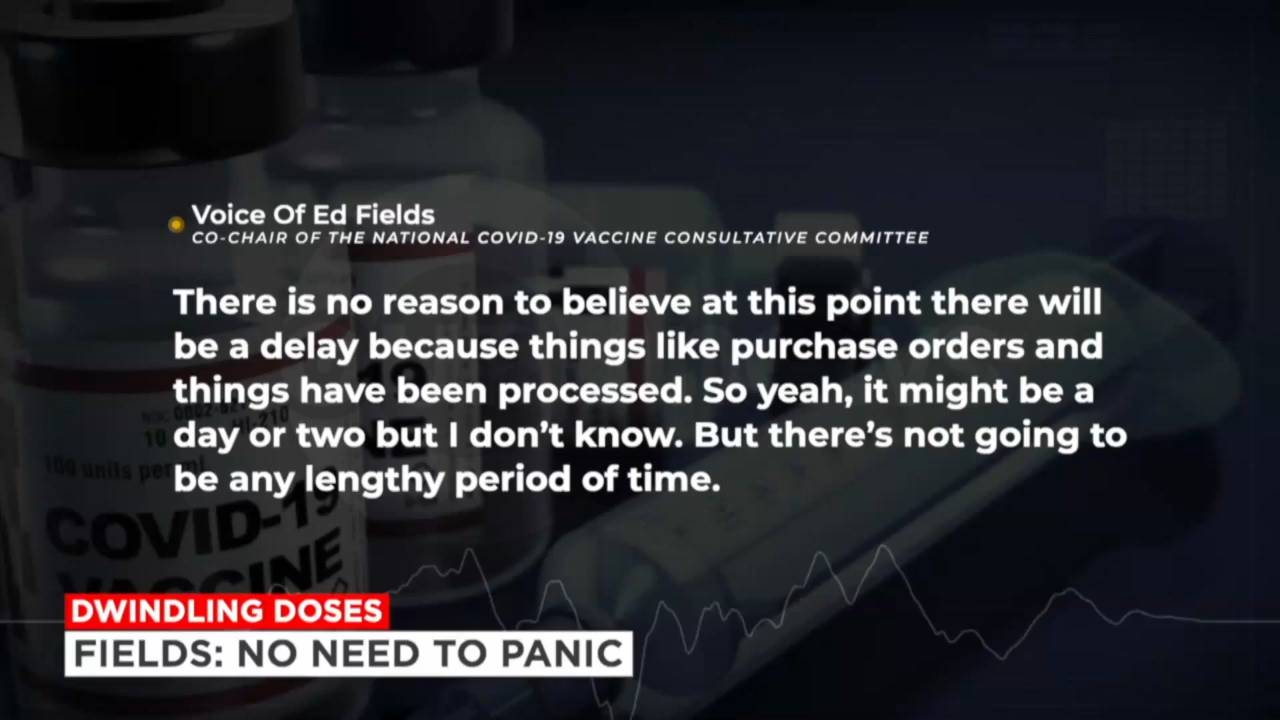 Voice Of Ed Fields
CO-CHAIR OF THE NATIONAL COVID-19 VACCINE CONSULTATIVE COMMITTEE
There is no reason to believe at this point there will
be a delay because things like purchase orders and
things have been processed. So yeah, it might be a
day or two but I don't know. But there's not going to
be any lengthy period of time.
100 units per ml
COVID-19
VACCINE
DWINDLING DOSES
FIELDS: NO NEED TO PANIC